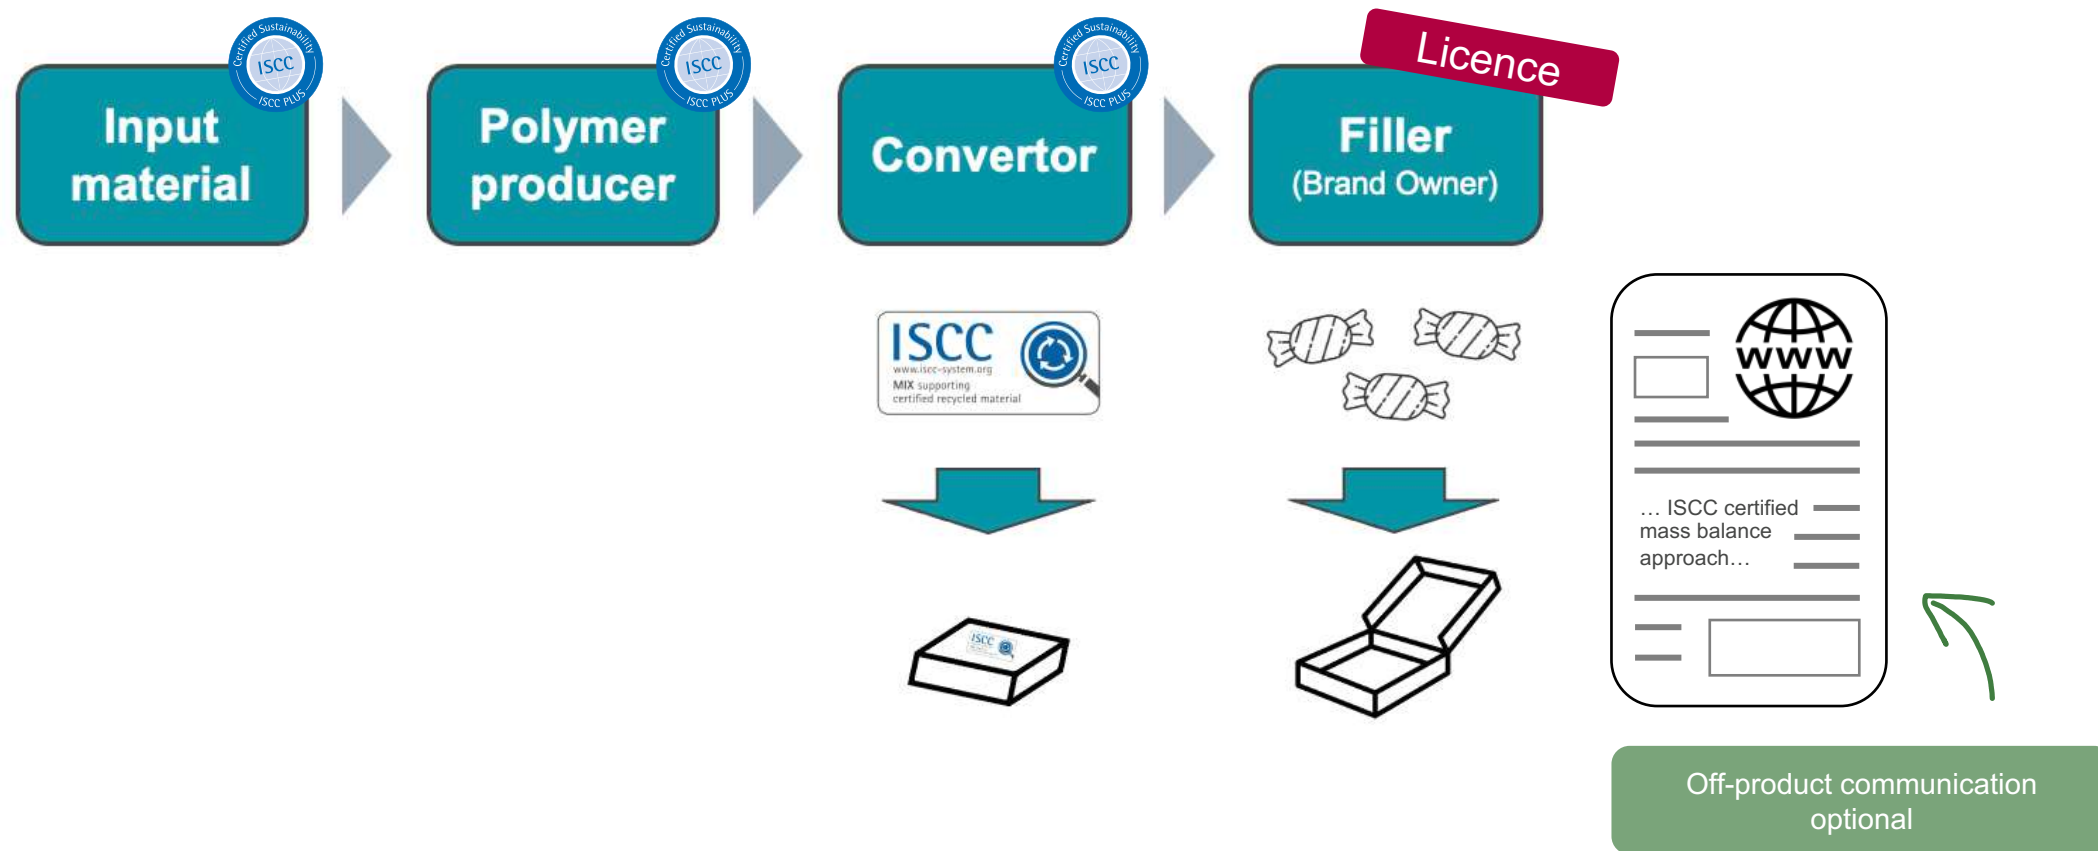 Certified Sustainability
ISCC
ISCC PLUS
Input
material
Certified Sustainability
ISCC
ISCC PLUS
Polymer
producer
Certified Sustainability
ISCC
ISCC PLUS
Convertor
Licence
Filler
(Brand Owner)
ISCC
www.iscc-system.org
MIX supporting
certified recycled material
ISCC
www
... ISCC certified
mass balance
approach...
Off-product communication
optional